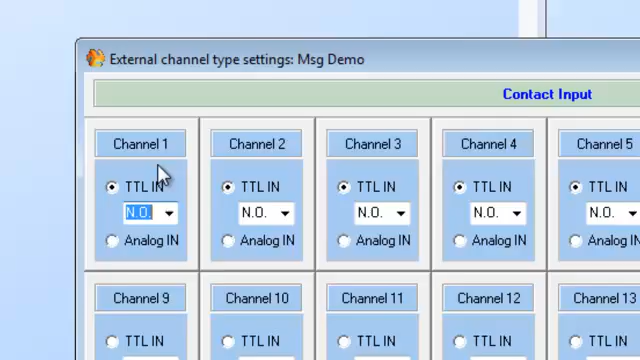 External channel type settings: Msg Demo
Contact Input
Channel 1 Channel 2 Channel 3 Channel 4 Channel 5
TTL IN TTL IN TTL IN TTL IN TTL IN
N.O. N.O. N.O. N.O. N.O.
Analog IN Analog IN Analog IN Analog IN Analog IN
Channel 9 Channel 10 Channel 11 Channel 12 Channel 13
TTL IN TTL IN TTL IN TTL IN TTL IN